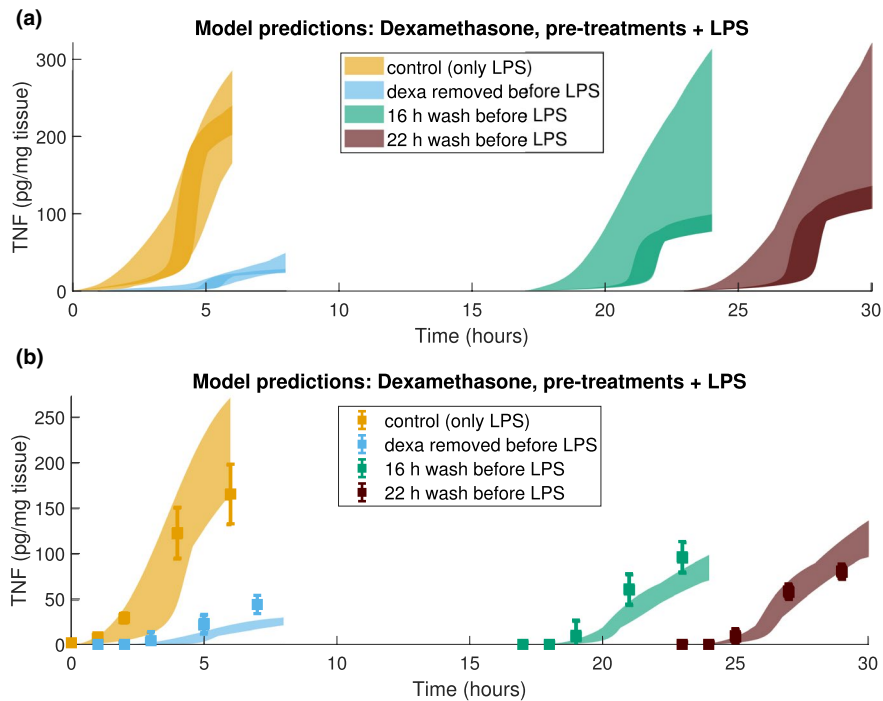 (a)
Model predictions: Dexamethasone, pre-treatments + LPS
300
200
100
0
TNF (pg/mg tissue)
control (only LPS)
dexa removed before LPS
16 h wash before LPS
22 h wash before LPS
0 5 10 15 20 25 30
Time (hours)
(b)
Model predictions: Dexamethasone, pre-treatments + LPS
250
200
150
100
50
0
TNF (pg/mg tissue)
control (only LPS)
dexa removed before LPS
16 h wash before LPS
22 h wash before LPS
0 5 10 15 20 25 30
Time (hours)